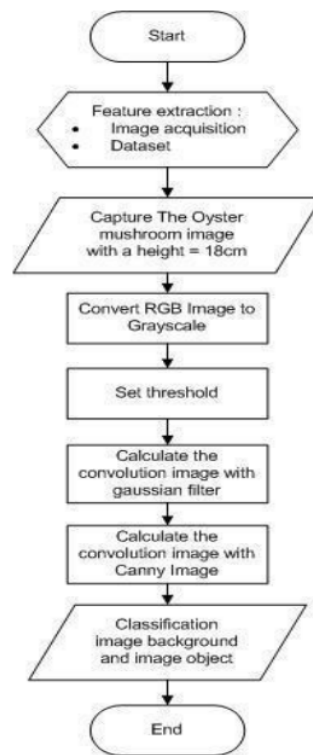 Start
Feature extraction :
• Image acquisition
• Dataset
Capture The Oyster
mushroom image
with a height = 18cm
Convert RGB Image to
Grayscale
Set threshold
Calculate the
convolution image with
gaussian filter
Calculate the
convolution image with
Canny Image
Classification
image background
and image object
End